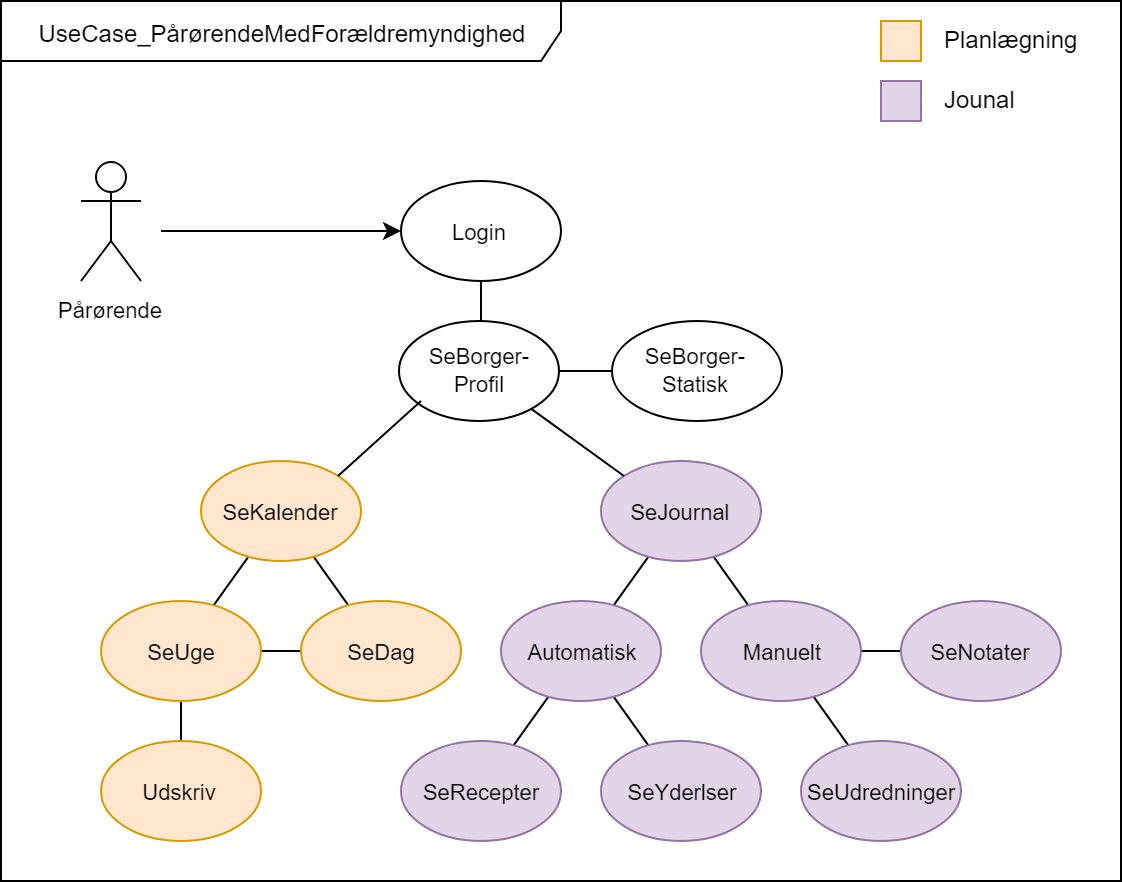 UseCase_PårørendeMedForældremyndighed
Planlægning
Jounal
Pårørende
Login
SeBorger-
Profil
SeBorger-
Statisk
SeKalender
SeJournal
SeUge
SeDag
Automatisk
Manuelt
SeNotater
Udskriv
SeRecepter
SeYderlser
SeUdredninger